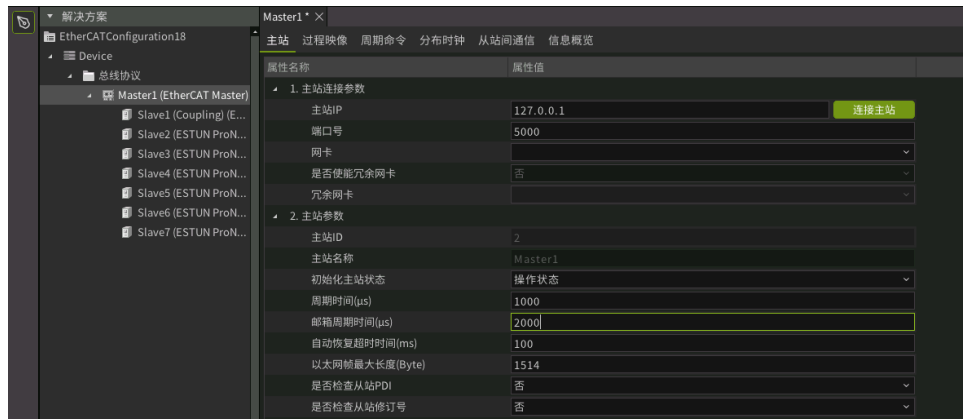 解决方案
Master1* ×
EtherCATConfiguration18
主站 过程映像 周期命令 分布时钟 从站间通信 信息概览
Device
属性名称 属性值
总线协议
1. 主站连接参数
Master1 (EtherCAT Master)
主站IP 127.0.0.1 连接主站
Slave1 (Coupling) (E...
端口号 5000
Slave2 (ESTUN ProN...
网卡
Slave3 (ESTUN ProN...
是否使能冗余网卡 否
Slave4 (ESTUN ProN...
冗余网卡
Slave5 (ESTUN ProN...
2. 主站参数
Slave6 (ESTUN ProN...
主站ID 2
Slave7 (ESTUN ProN...
主站名称 Master1
初始化主站状态 操作状态
周期时间(μs) 1000
邮箱周期时间(μs) 2000
自动恢复超时时间(ms) 100
以太网帧最大长度(Byte) 1514
是否检查从站PDI 否
是否检查从站修订号 否